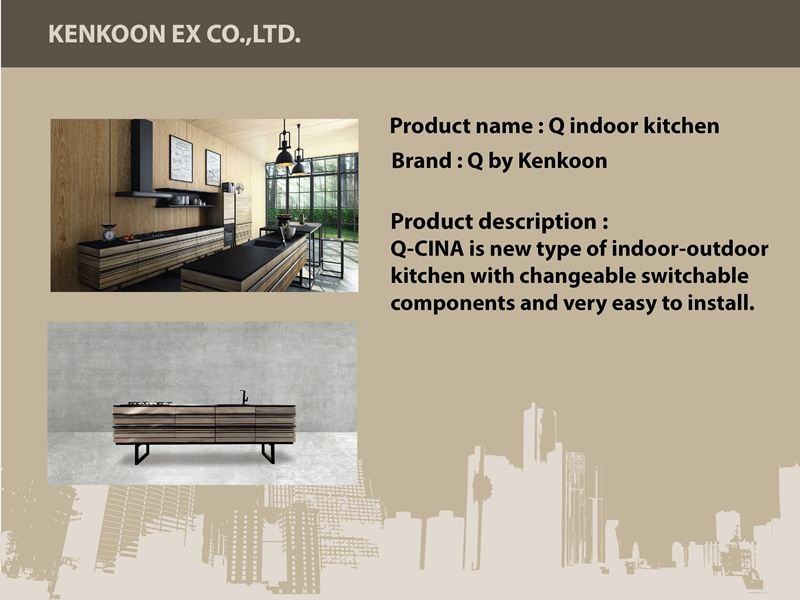 KENKOON EX CO.,LTD.
Product name : Q indoor kitchen
Brand : Q by Kenkoon
Product description :
Q-CINA is new type of indoor-outdoor
kitchen with changeable switchable
components and very easy to install.